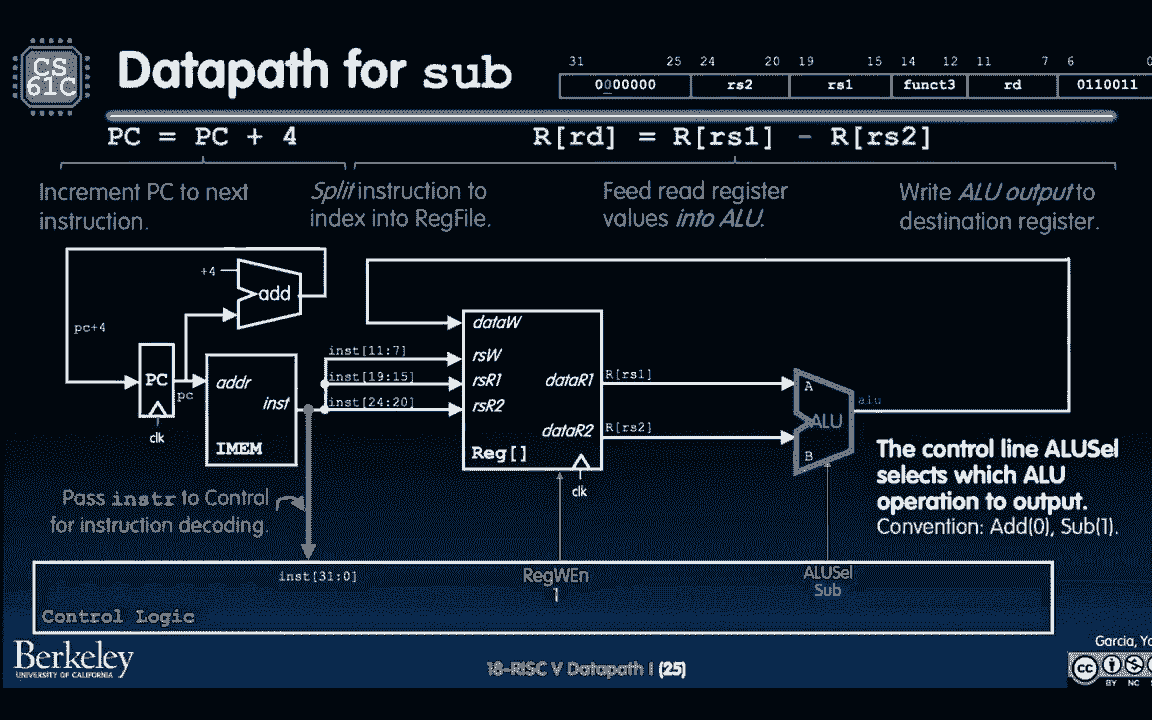 CS
61C
Datapath for sub
31 25 24 20 19 15 14 12 11 7 6 0
0000000 rs2 rs1 funct3 rd 0110011
PC = PC + 4
R[rd] = R[rs1] - R[rs2]
Increment PC to next
instruction.
Split instruction to
index into RegFile.
Feed read register
values into ALU.
Write ALU output to
destination register.
+4
add
pc+4
PC
pc
clk
addr
inst
IMEM
inst[11:7]
inst[19:15]
inst[24:20]
dataW
rsW
rsR1
rsR2
dataR1
dataR2
Reg[]
clk
R[rs1]
R[rs2]
A
ALU
B
alu
The control line ALUSel
selects which ALU
operation to output.
Convention: Add(0), Sub(1).
Pass instr to Control
for instruction decoding.
inst[31:0]
RegWEn
1
ALUSel
Sub
Control Logic
Berkeley
UNIVERSITY OF CALIFORNIA
18-RISC V Datapath I (25)
Garcia,
cc
BY NC